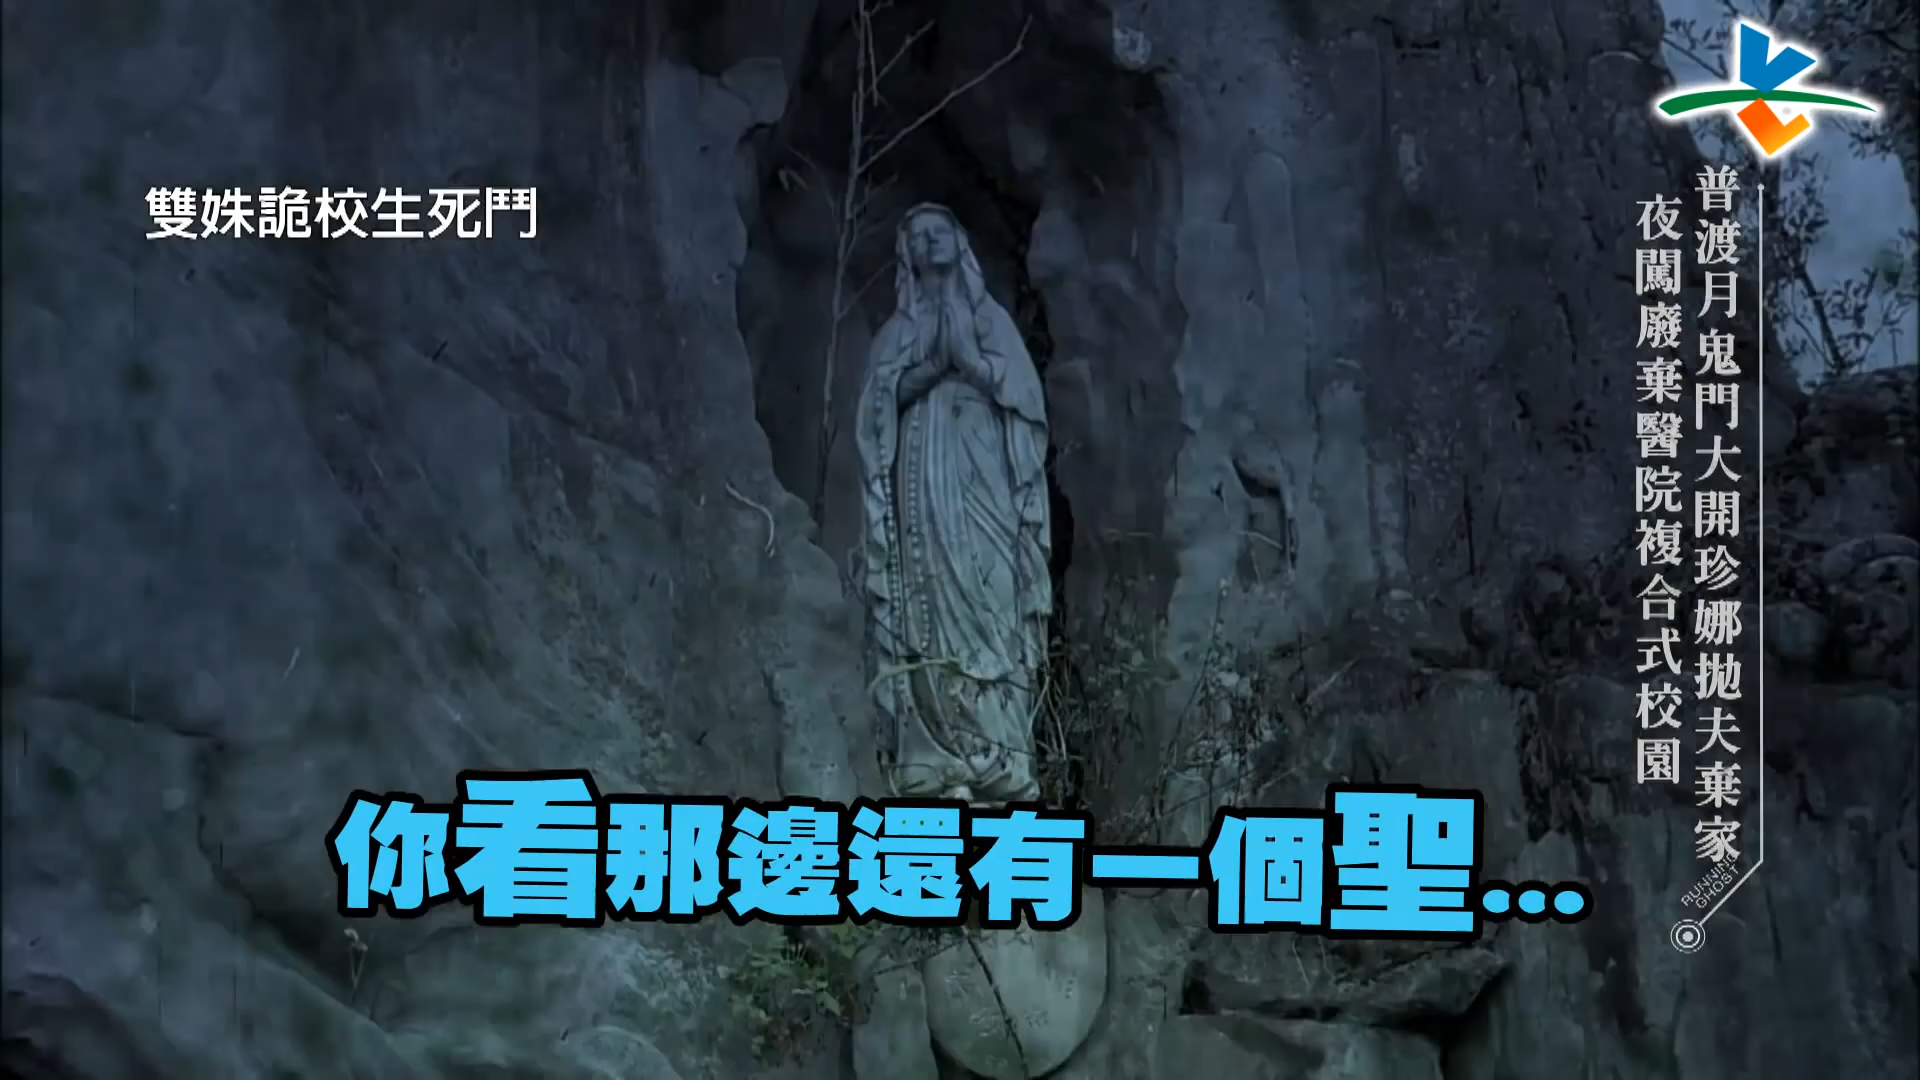 雙姝詭校生死鬥
普渡月鬼門大開珍娜拋夫棄家
夜闖廢棄醫院複合式校園
RUNNING
GHOST
你看那邊還有一個聖...